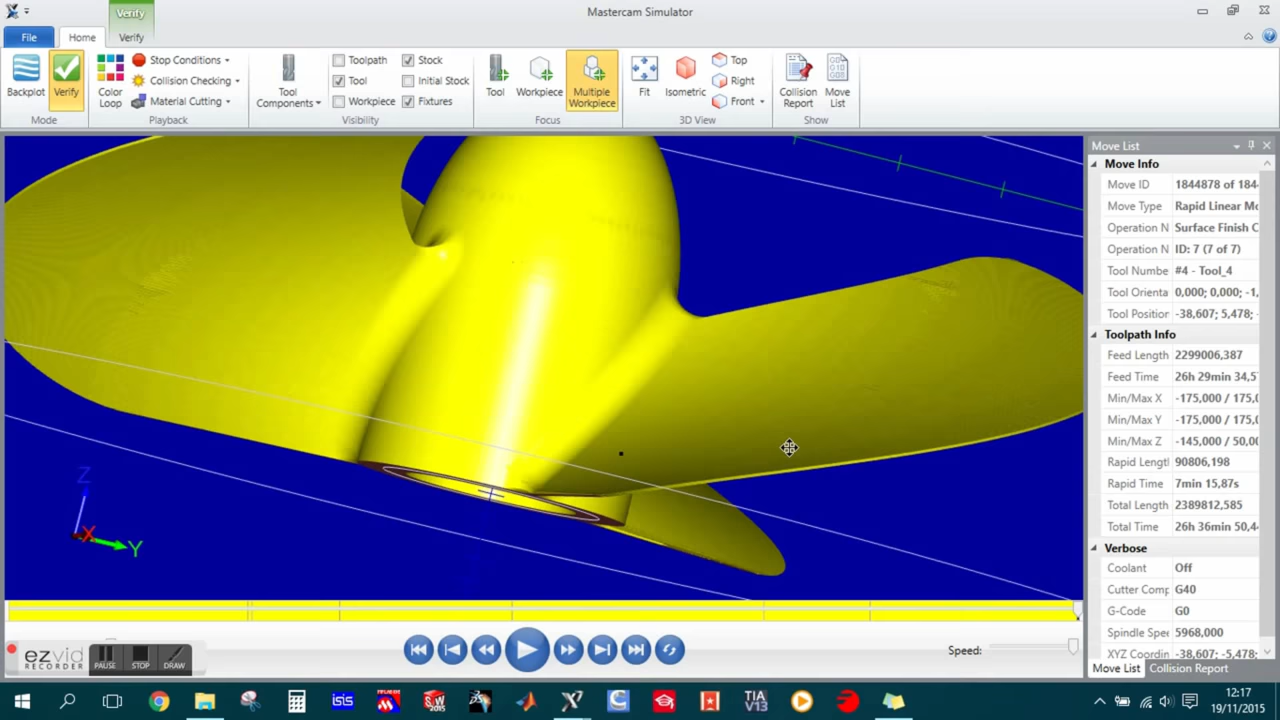 Verify
Mastercam Simulator
File
Home
Verify
Backplot
Verify
Mode
Color
Loop
Stop Conditions
Collision Checking
Material Cutting
Playback
Tool
Components
Toolpath
Stock
Tool
Initial Stock
Workpiece
Fixtures
Visibility
Tool
Workpiece
Multiple
Workpiece
Focus
Fit
Isometric
Top
Right
Front
3D View
Collision
Report
Move
List
Show
Z
X
Y
Move List
Move Info
Move ID 1844878 of 184
Move Type Rapid Linear Mo
Operation N Surface Finish C
Operation N ID: 7 (7 of 7)
Tool Numbe #4 - Tool_4
Tool Orienta 0,000; 0,000; -1,
Tool Position -38,607; 5,478; -
Toolpath Info
Feed Length 2299006,387
Feed Time 26h 29min 34,5
Min/Max X -175,000 / 175,0
Min/Max Y -175,000 / 175,0
Min/Max Z -145,000 / 50,00
Rapid Lengt 90806,198
Rapid Time 7min 15,87s
Total Length 2389812,585
Total Time 26h 36min 50,4
Verbose
Coolant Off
Cutter Comp G40
G-Code G0
Spindle Spee 5968,000
XYZ Coordin -38,607; -5,478;
Move List
Collision Report
Speed:
ezvid
RECORDER
PAUSE
STOP
DRAW
isis
SW
2015
TIA
V13
12:17
19/11/2015